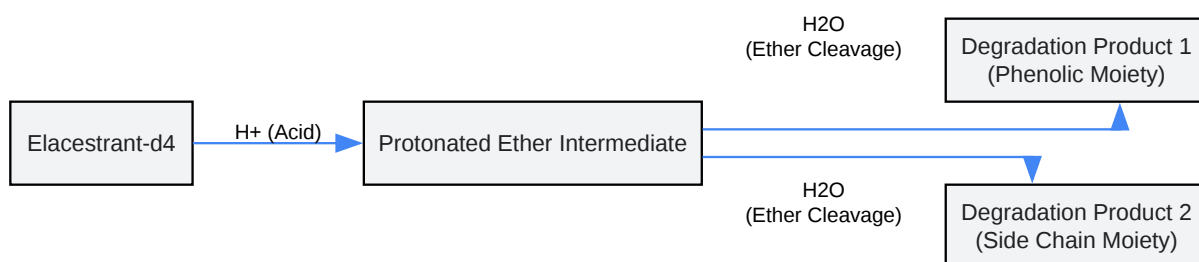 Elacestrant-d4
H+ (Acid)
Protonated Ether Intermediate
H2O
(Ether Cleavage)
Degradation Product 1
(Phenolic Moiety)
H2O
(Ether Cleavage)
Degradation Product 2
(Side Chain Moiety)